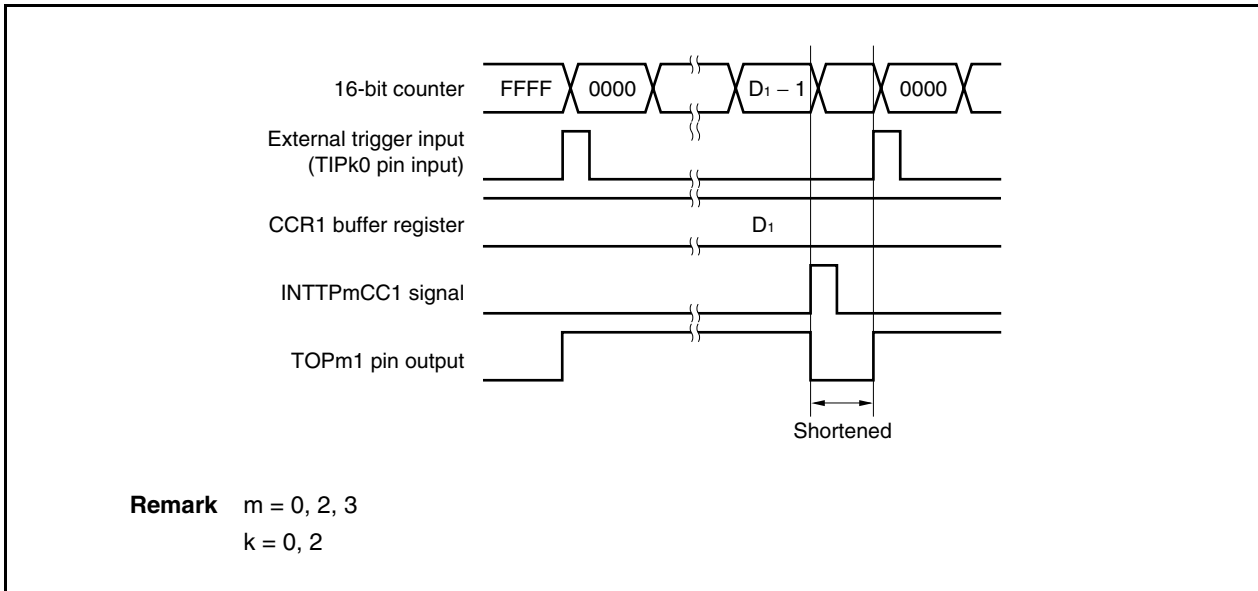 16-bit counter FFFF 0000 D₁ − 1 0000
External trigger input
(TIPk0 pin input)
CCR1 buffer register D₁
INTTPmCC1 signal
TOPm1 pin output
Shortened
Remark m = 0, 2, 3
k = 0, 2